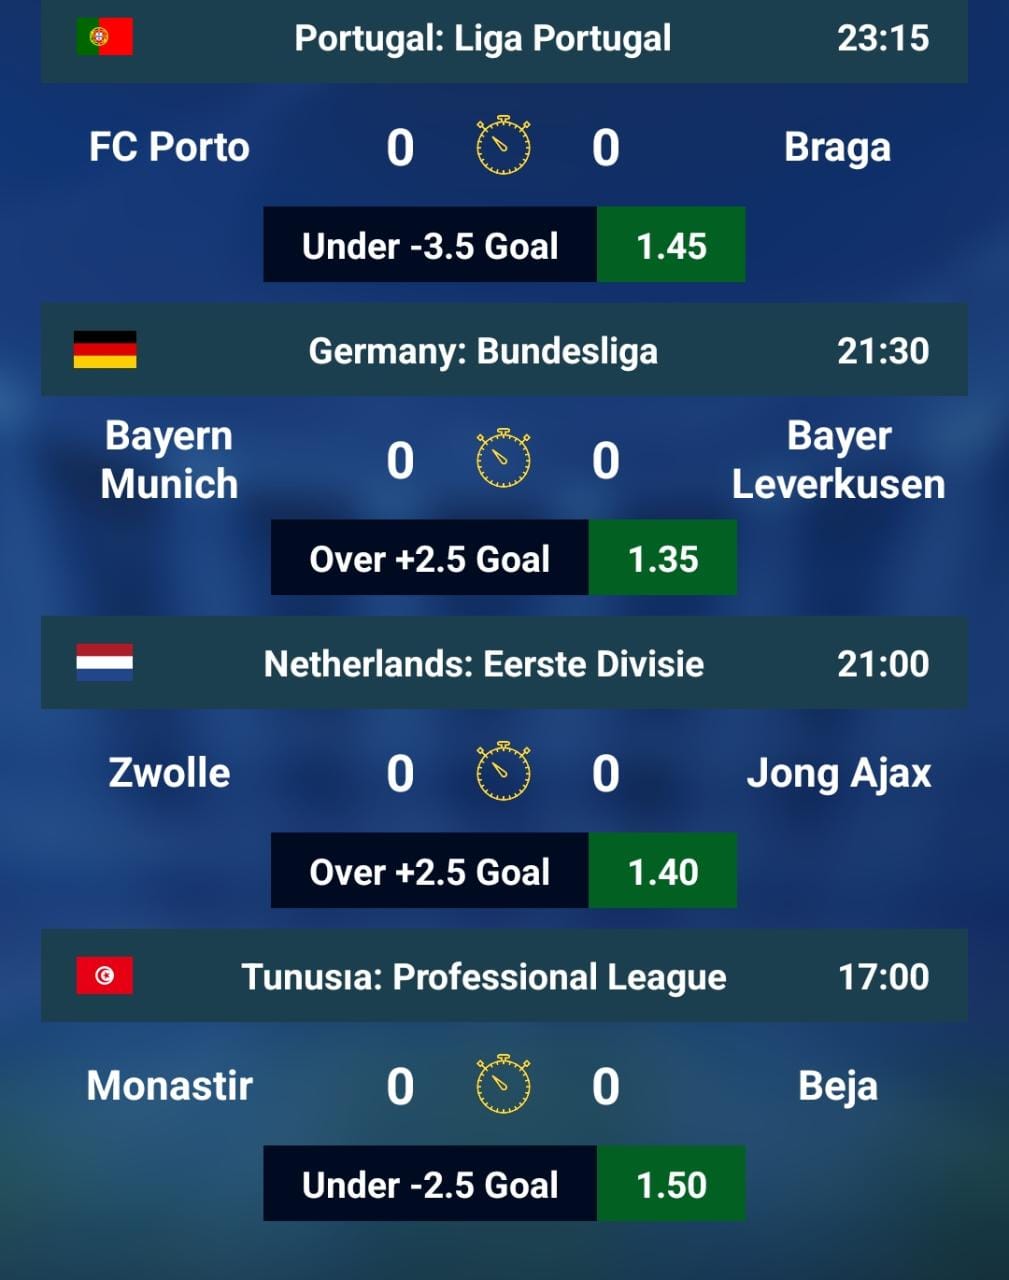 Portugal: Liga Portugal 23:15
FC Porto 0 0 Braga
Under -3.5 Goal 1.45
Germany: Bundesliga 21:30
Bayern Munich 0 0 Bayer Leverkusen
Over +2.5 Goal 1.35
Netherlands: Eerste Divisie 21:00
Zwolle 0 0 Jong Ajax
Over +2.5 Goal 1.40
Tunusıa: Professional League 17:00
Monastir 0 0 Beja
Under -2.5 Goal 1.50